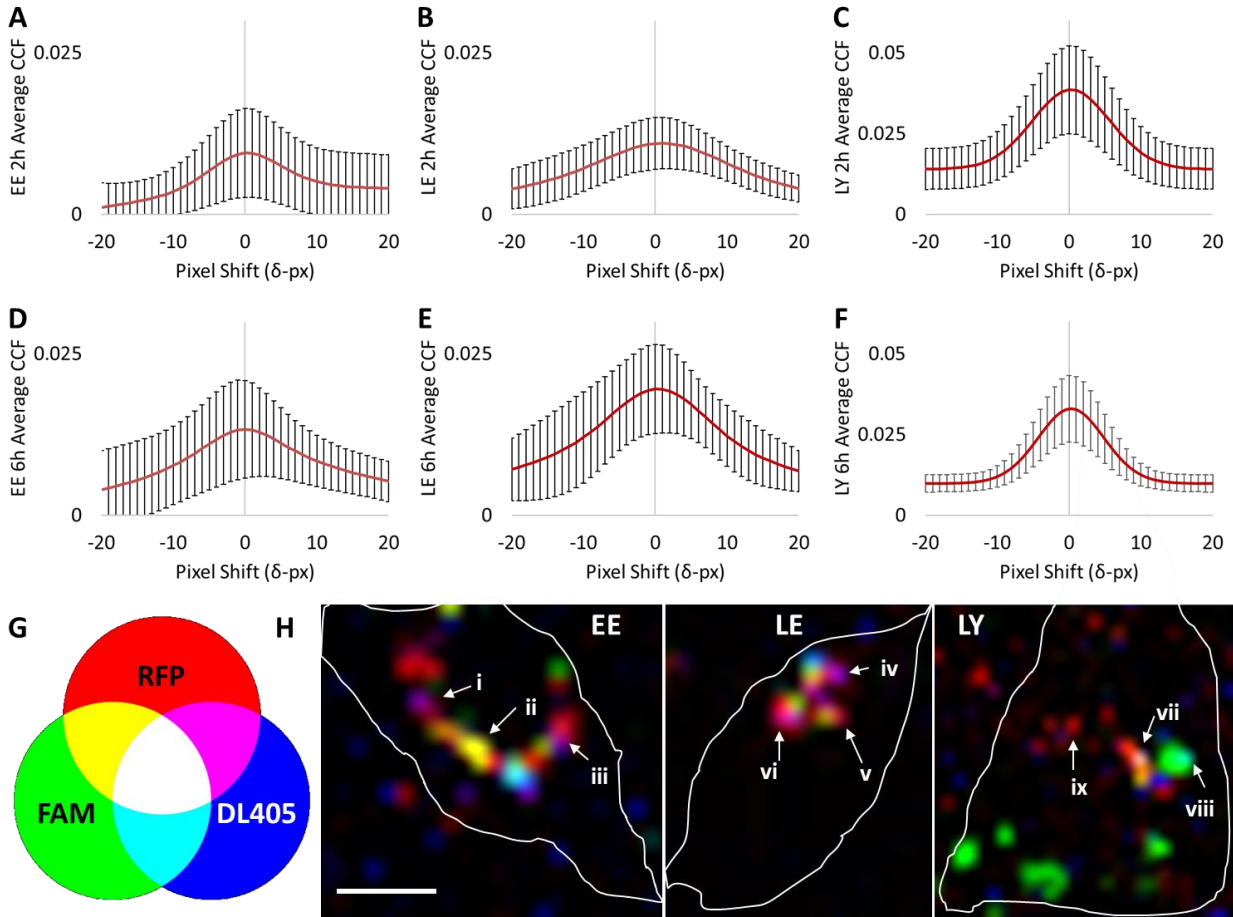 A
EE 2h Average CCF
0.025
0
-20 -10 0 10 20
Pixel Shift (δ-px)
B
LE 2h Average CCF
0.025
0
-20 -10 0 10 20
Pixel Shift (δ-px)
C
LY 2h Average CCF
0.05
0.025
0
-20 -10 0 10 20
Pixel Shift (δ-px)
D
EE 6h Average CCF
0.025
0
-20 -10 0 10 20
Pixel Shift (δ-px)
E
LE 6h Average CCF
0.025
0
-20 -10 0 10 20
Pixel Shift (δ-px)
F
LY 6h Average CCF
0.05
0.025
0
-20 -10 0 10 20
Pixel Shift (δ-px)
G
RFP
FAM
DL405
H
EE
i
ii
iii
LE
iv
v
vi
LY
vii
viii
ix